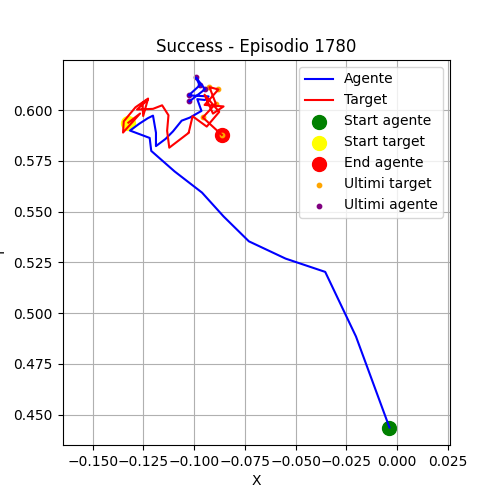 Success - Episodio 1780
Agente
Target
Start agente
Start target
End agente
Ultimi target
Ultimi agente
0.600
0.575
0.550
0.525
0.500
0.475
0.450
−0.150 −0.125 −0.100 −0.075 −0.050 −0.025 0.000 0.025
X